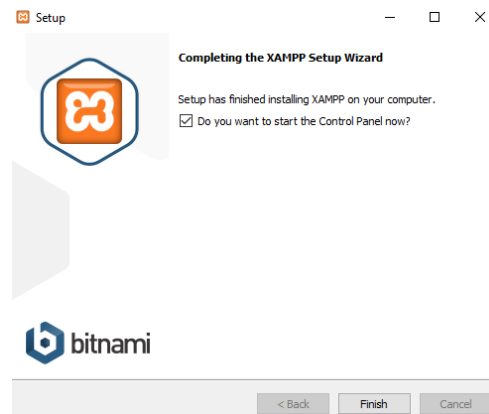 Setup
Completing the XAMPP Setup Wizard
Setup has finished installing XAMPP on your computer.
Do you want to start the Control Panel now?
bitnami
< Back
Finish
Cancel